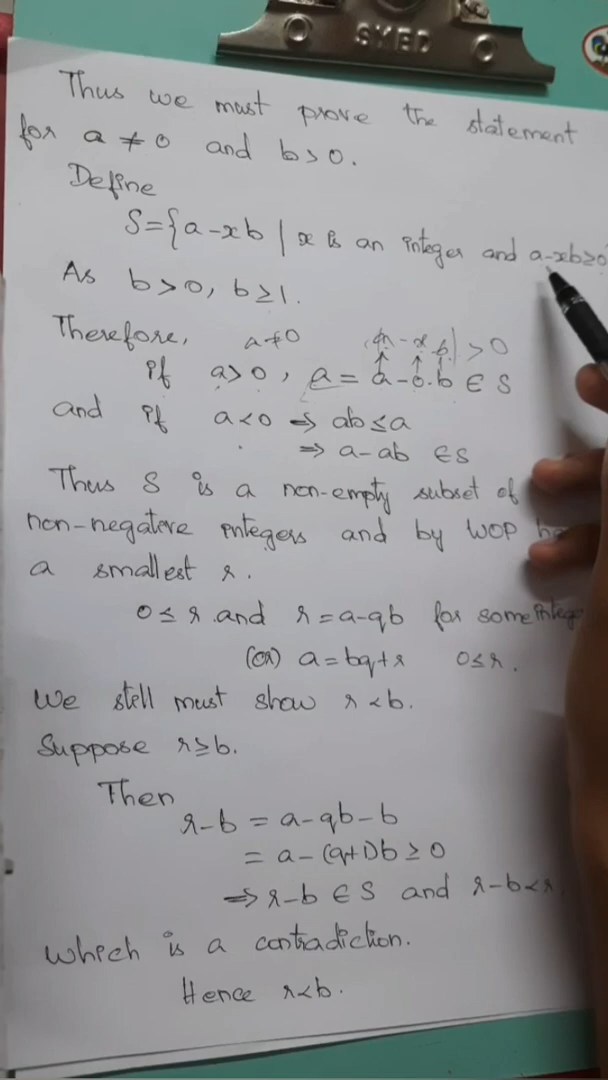 SMED
Thus we must prove the statement
for a ≠ 0 and b > 0.
Define
S = {a - xb | x is an integer and a - xb ≥ 0
As b > 0, b ≥ 1.
Therefore, a ≠ 0 - x > 0
if a > 0, a = a - 0.b ∈ S
and if a < 0 ⇒ ab ≤ a
⇒ a - ab ∈ S
Thus S is a non-empty subset of
non-negative integers and by WOP
a smallest r.
0 ≤ r and r = a - qb for some
(or) a = bq + r 0 ≤ r.
We still must show r < b.
Suppose r ≥ b.
Then
r - b = a - qb - b
= a - (q+1)b ≥ 0
⇒ r - b ∈ S and r - b < r.
which is a contradiction.
Hence r < b.